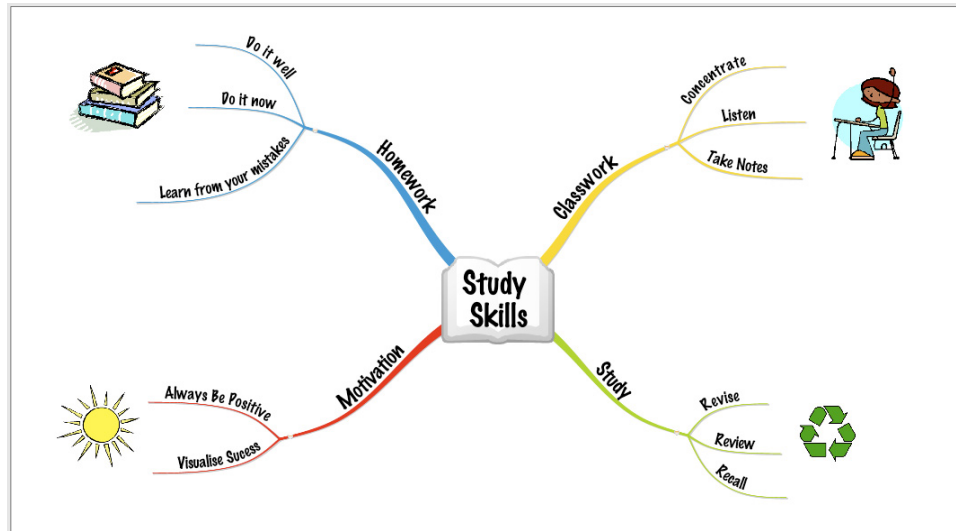 Study
Skills
Homework
Do it well
Do it now
Learn from your mistakes
Classwork
Concentrate
Listen
Take Notes
Motivation
Always Be Positive
Visualise Sucess
Study
Revise
Review
Recall